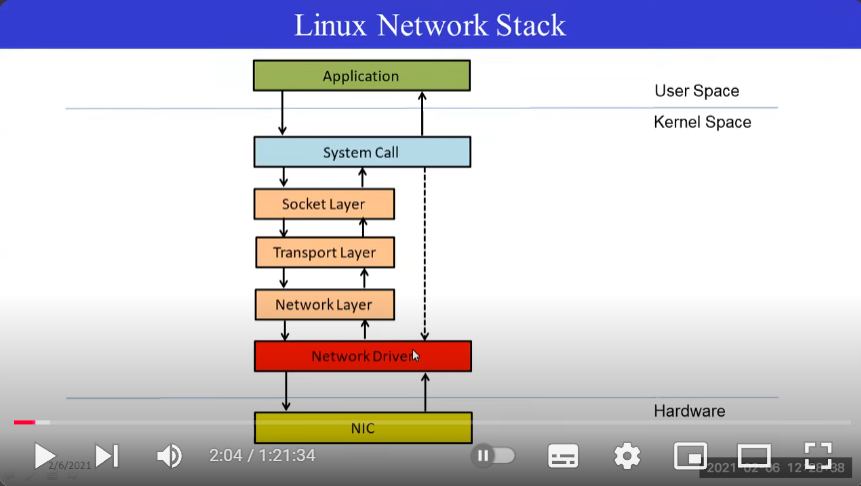 Linux Network Stack
Application
User Space
Kernel Space
System Call
Socket Layer
Transport Layer
Network Layer
Network Driver
Hardware
NIC
2:04 / 1:21:34
2/6/2021